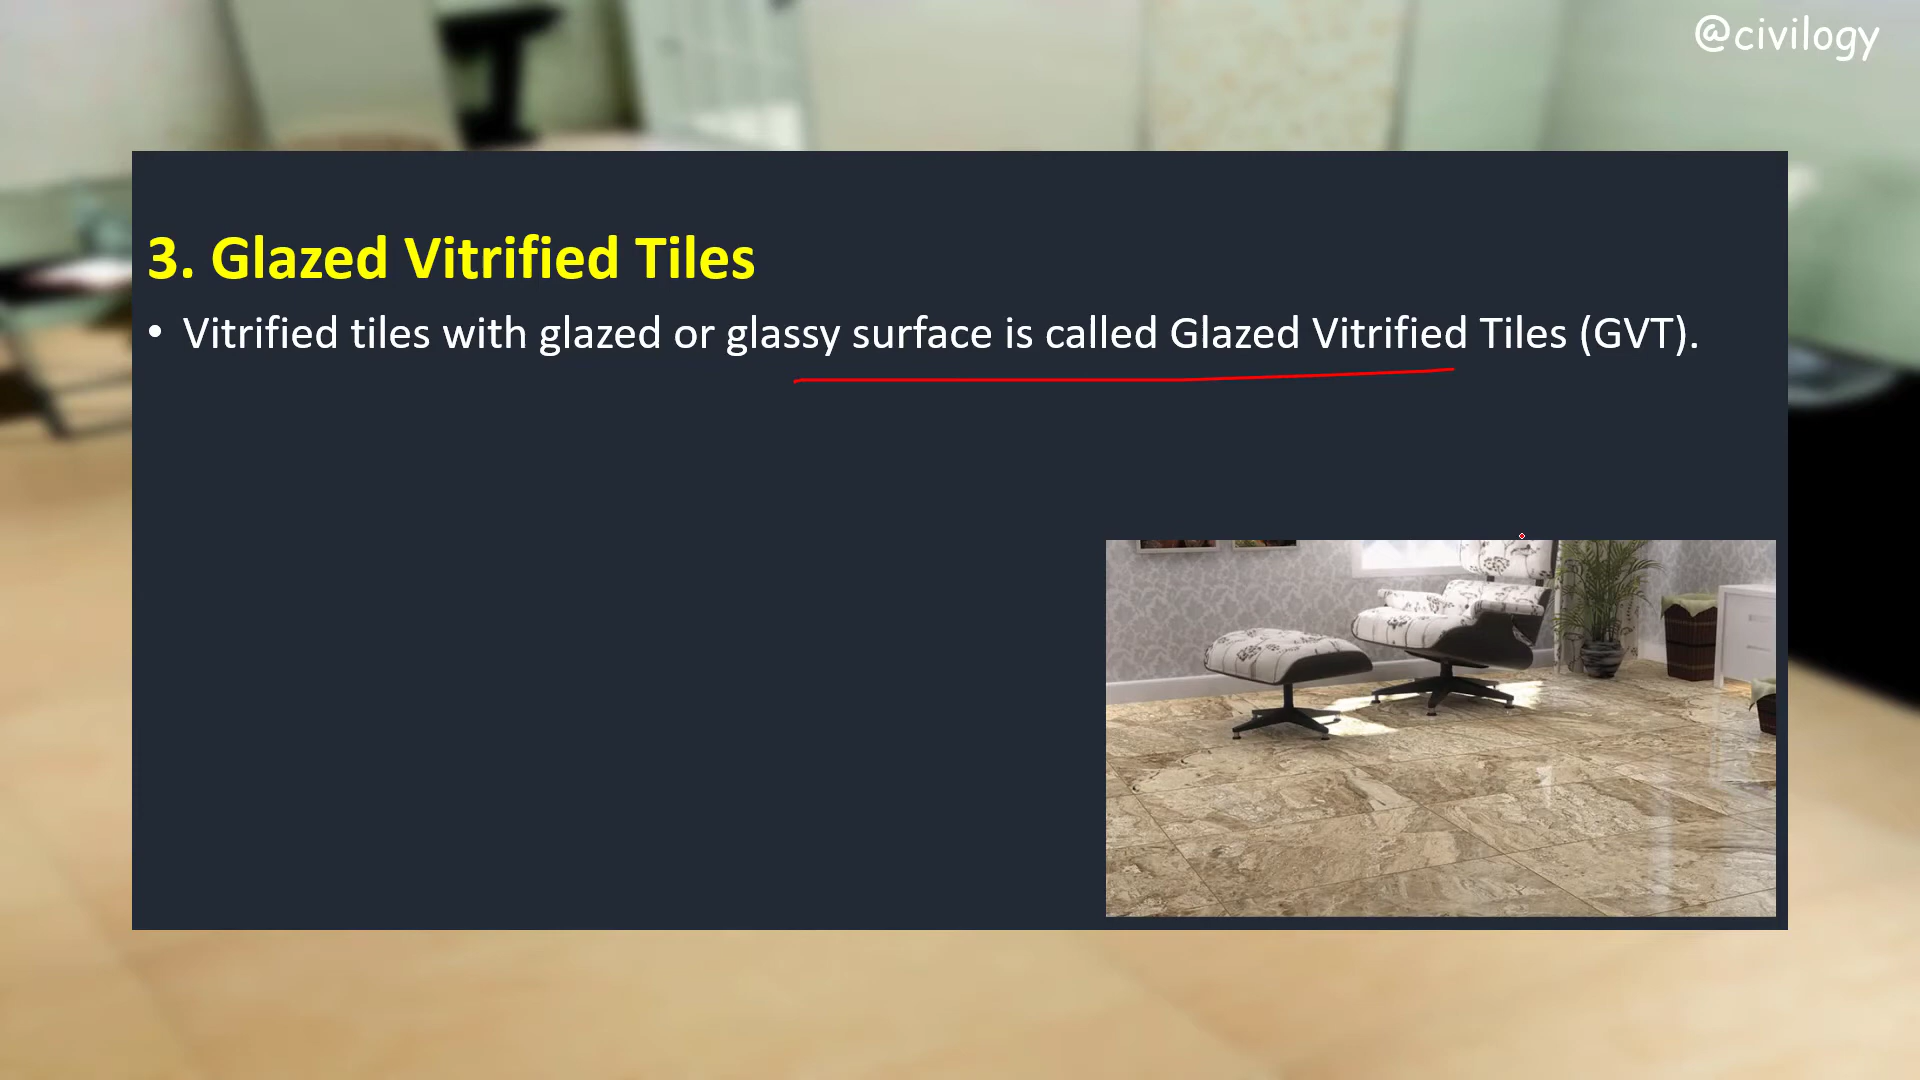 @civilogy
3. Glazed Vitrified Tiles
• Vitrified tiles with glazed or glassy surface is called Glazed Vitrified Tiles (GVT).